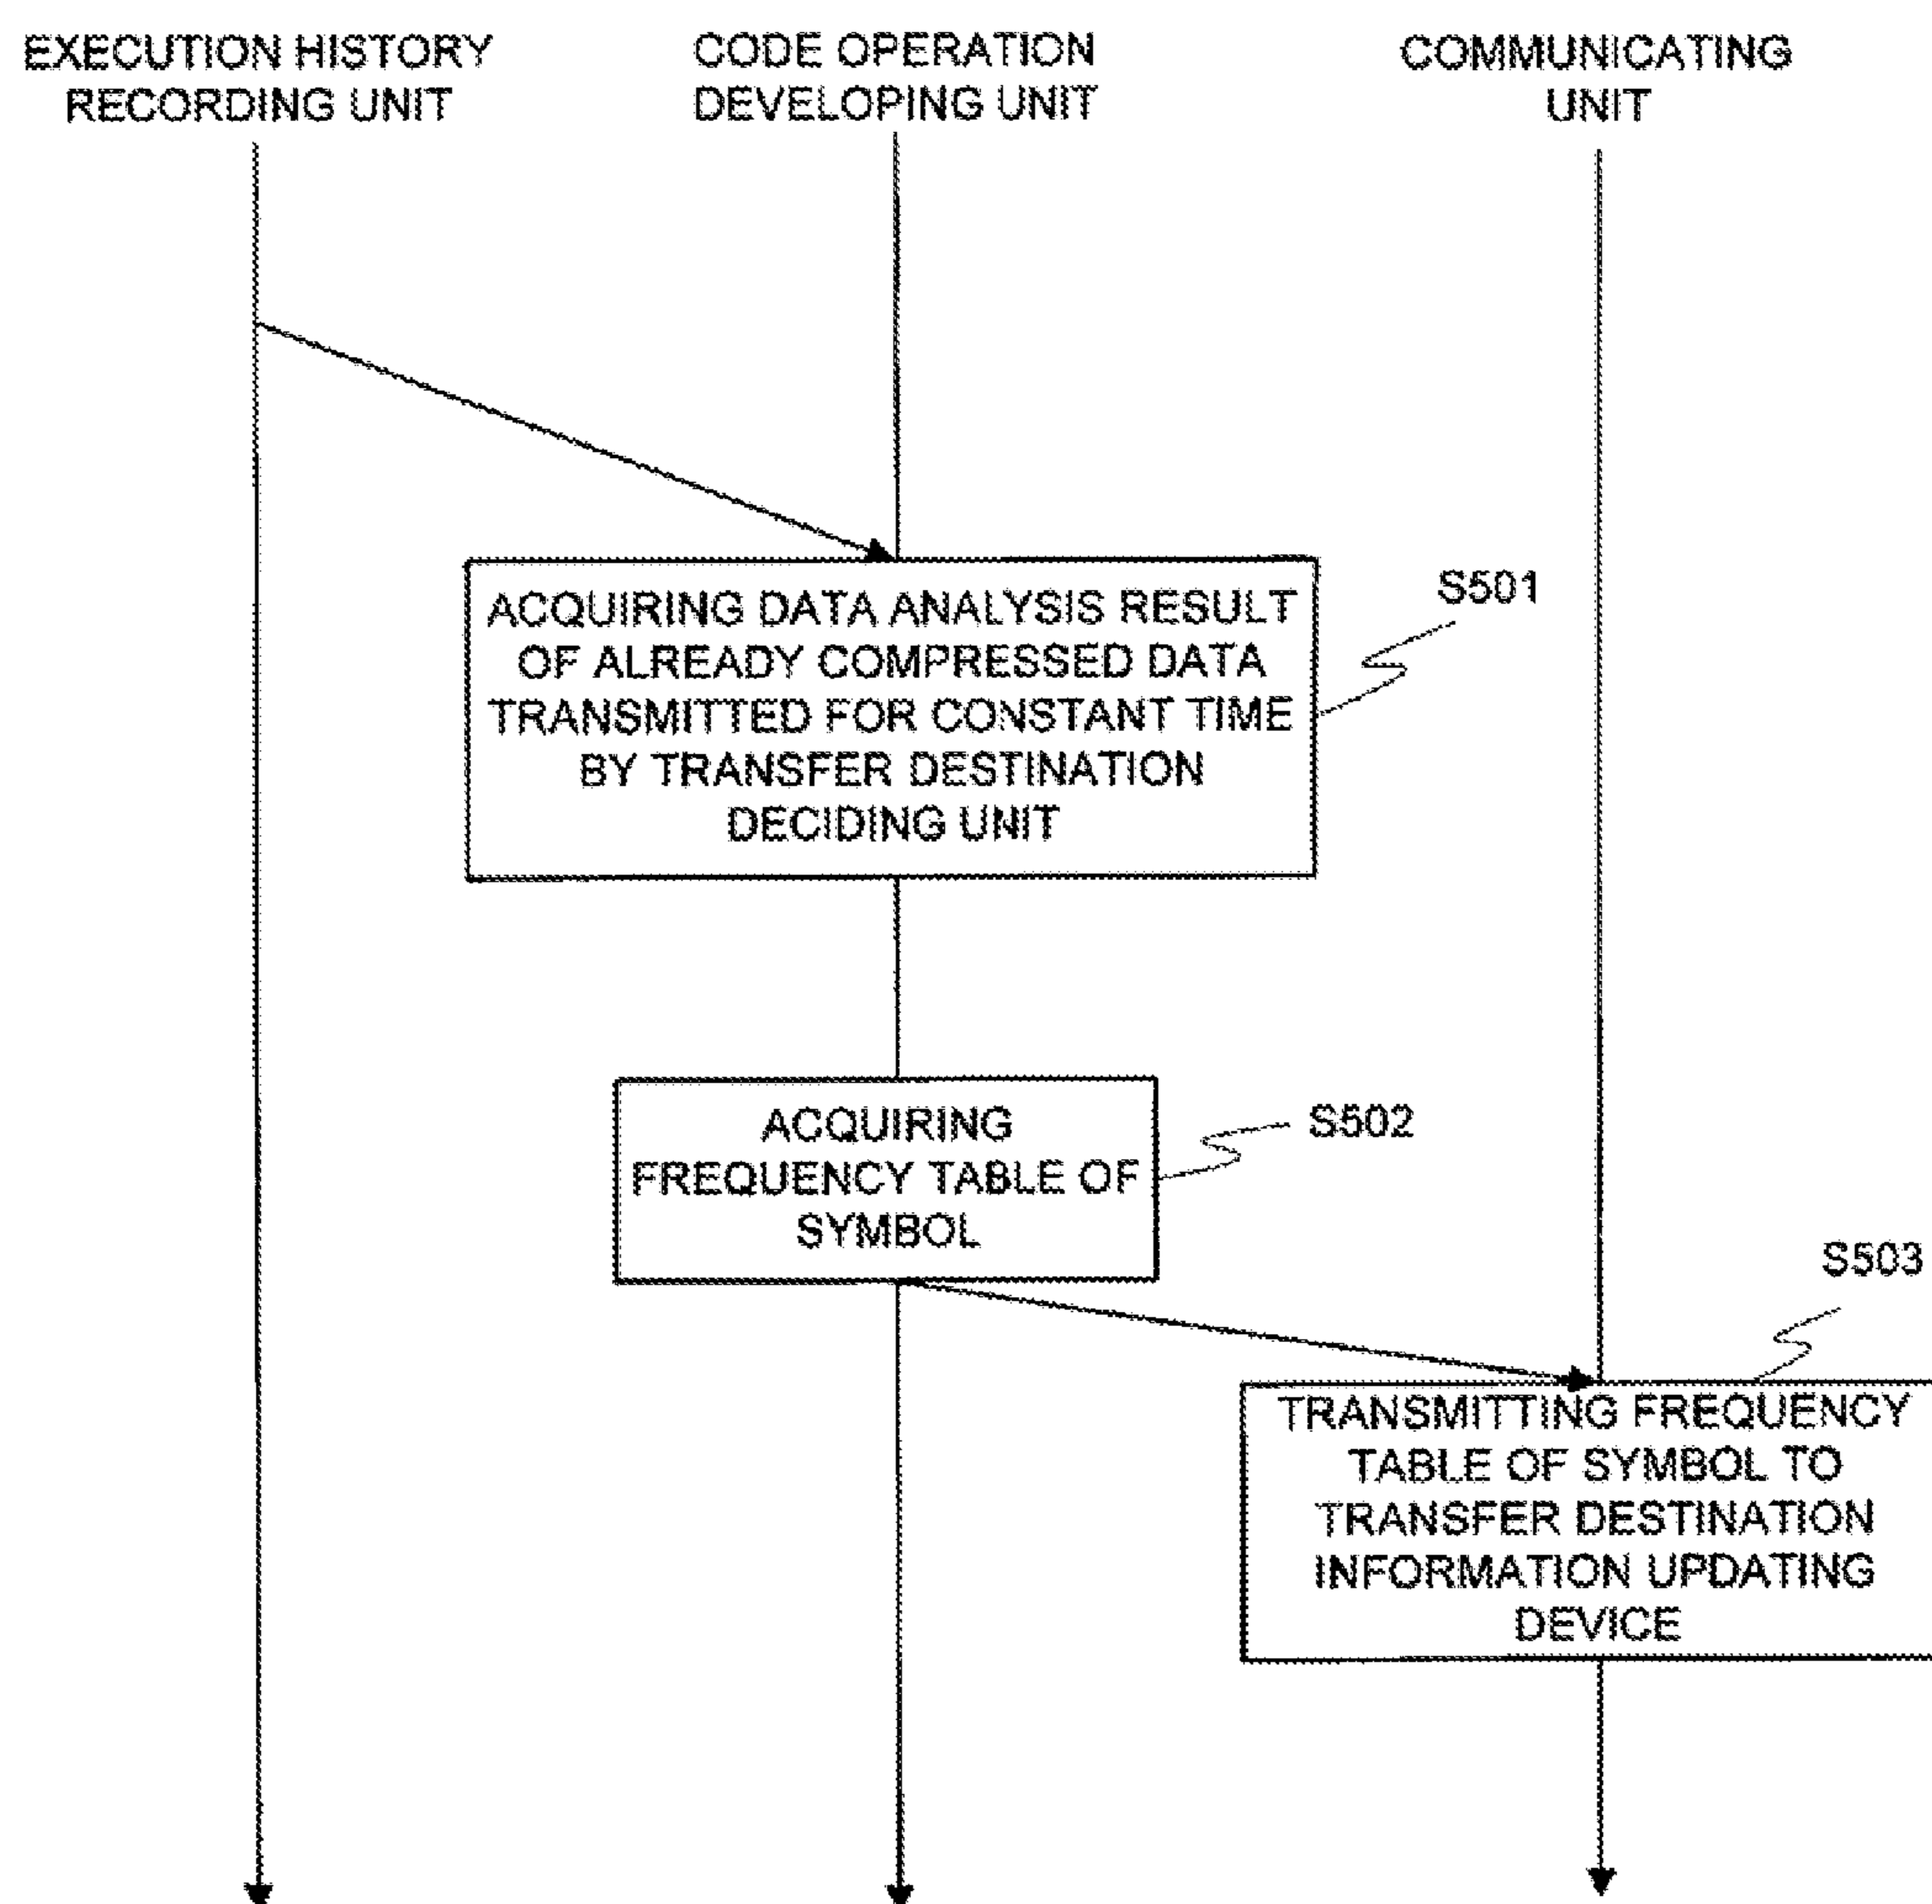 EXECUTION HISTORY
RECORDING UNIT
CODE OPERATION
DEVELOPING UNIT
COMMUNICATING
UNIT
ACQUIRING DATA ANALYSIS RESULT
OF ALREADY COMPRESSED DATA
TRANSMITTED FOR CONSTANT TIME
BY TRANSFER DESTINATION
DECIDING UNIT
S501
ACQUIRING
FREQUENCY TABLE OF
SYMBOL
S502
S503
TRANSMITTING FREQUENCY
TABLE OF SYMBOL TO
TRANSFER DESTINATION
INFORMATION UPDATING
DEVICE